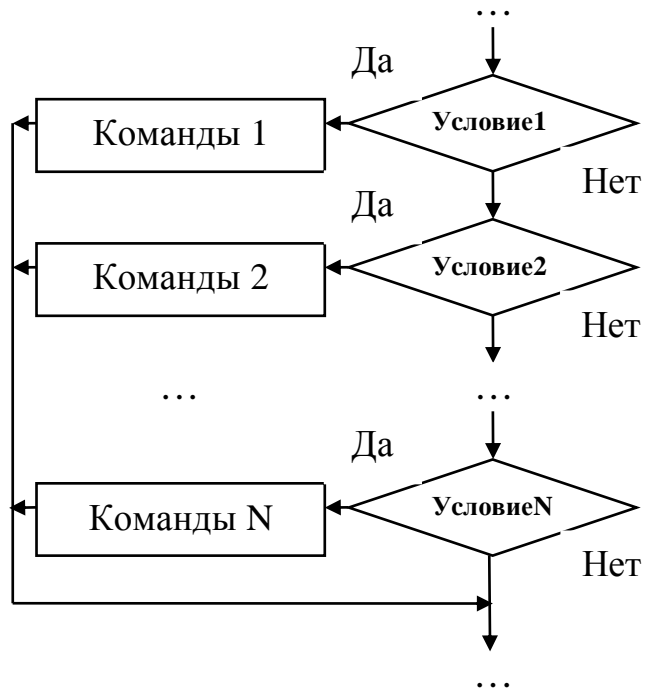 …
Да
Условие1
Команды 1
Нет
Да
Условие2
Команды 2
Нет
…
…
Да
УсловиеN
Команды N
Нет
…